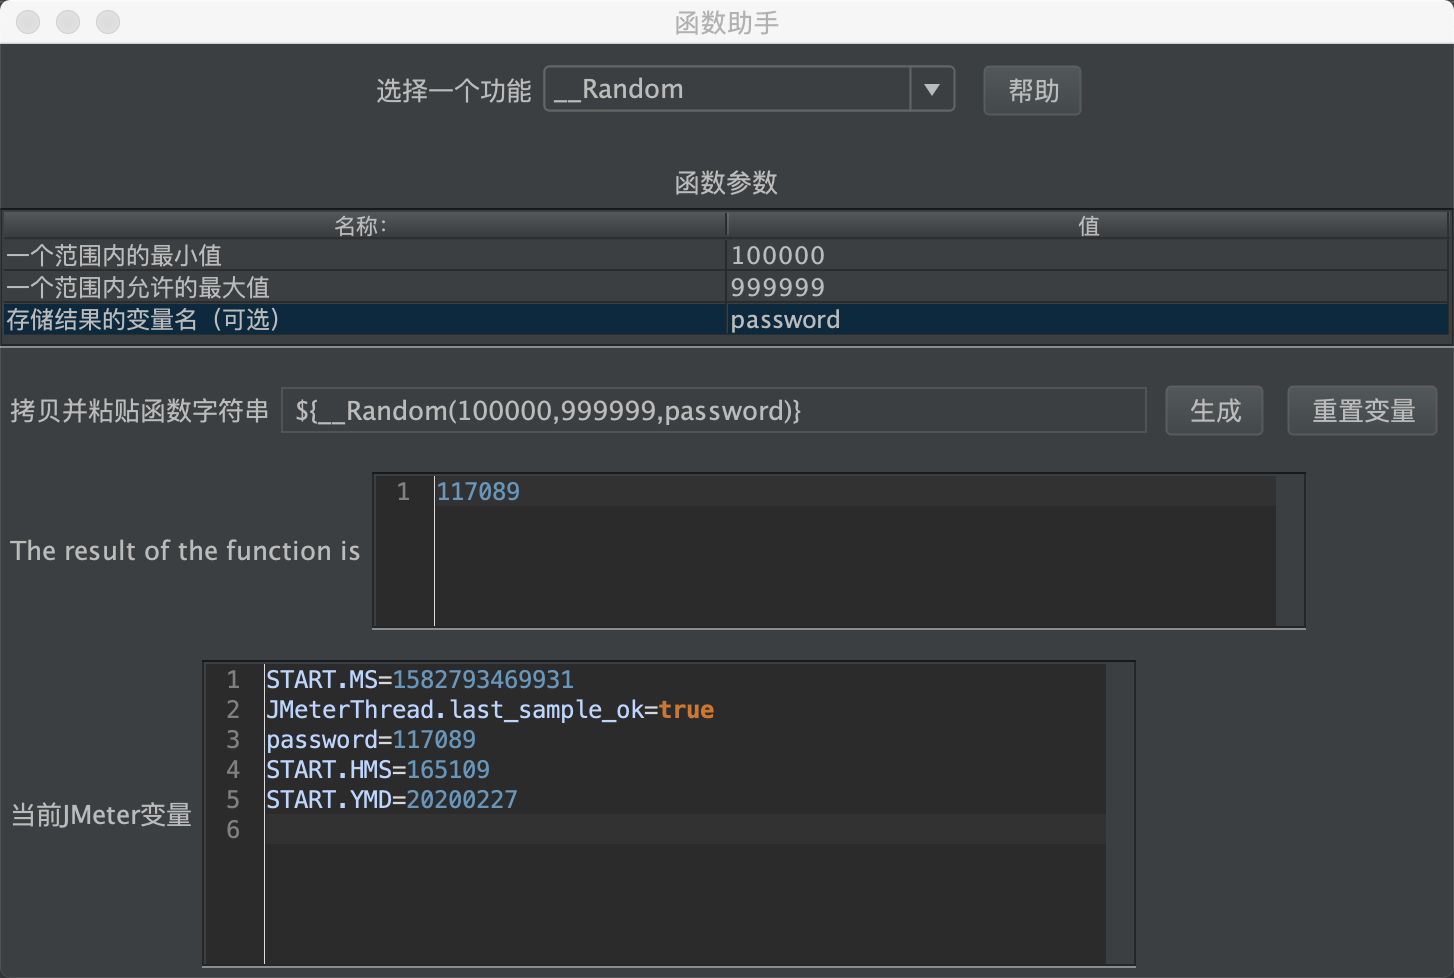 函数助手
选择一个功能 __Random 帮助
函数参数
名称: 值
一个范围内的最小值 100000
一个范围内允许的最大值 999999
存储结果的变量名（可选） password
拷贝并粘贴函数字符串 ${__Random(100000,999999,password)} 生成 重置变量
The result of the function is
1 117089
当前JMeter变量
1 START.MS=1582793469931
2 JMeterThread.last_sample_ok=true
3 password=117089
4 START.HMS=165109
5 START.YMD=20200227
6